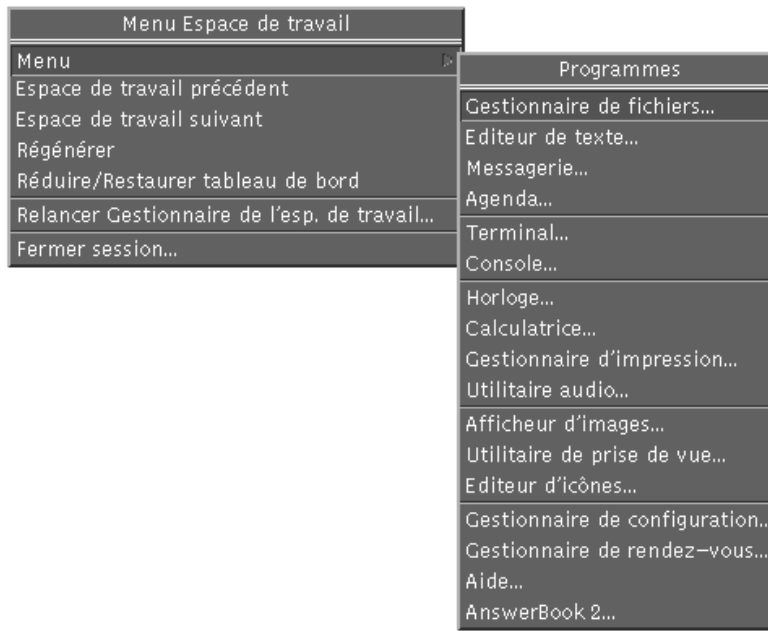 Menu Espace de travail
Menu
Espace de travail précédent
Espace de travail suivant
Régénérer
Réduire/Restaurer tableau de bord
Relancer Gestionnaire de l'esp. de travail...
Fermer session...
Programmes
Gestionnaire de fichiers...
Editeur de texte...
Messagerie...
Agenda...
Terminal...
Console...
Horloge...
Calculatrice...
Gestionnaire d'impression...
Utilitaire audio...
Afficheur d'images...
Utilitaire de prise de vue...
Editeur d'icônes...
Gestionnaire de configuration..
Gestionnaire de rendez-vous...
Aide...
AnswerBook 2...